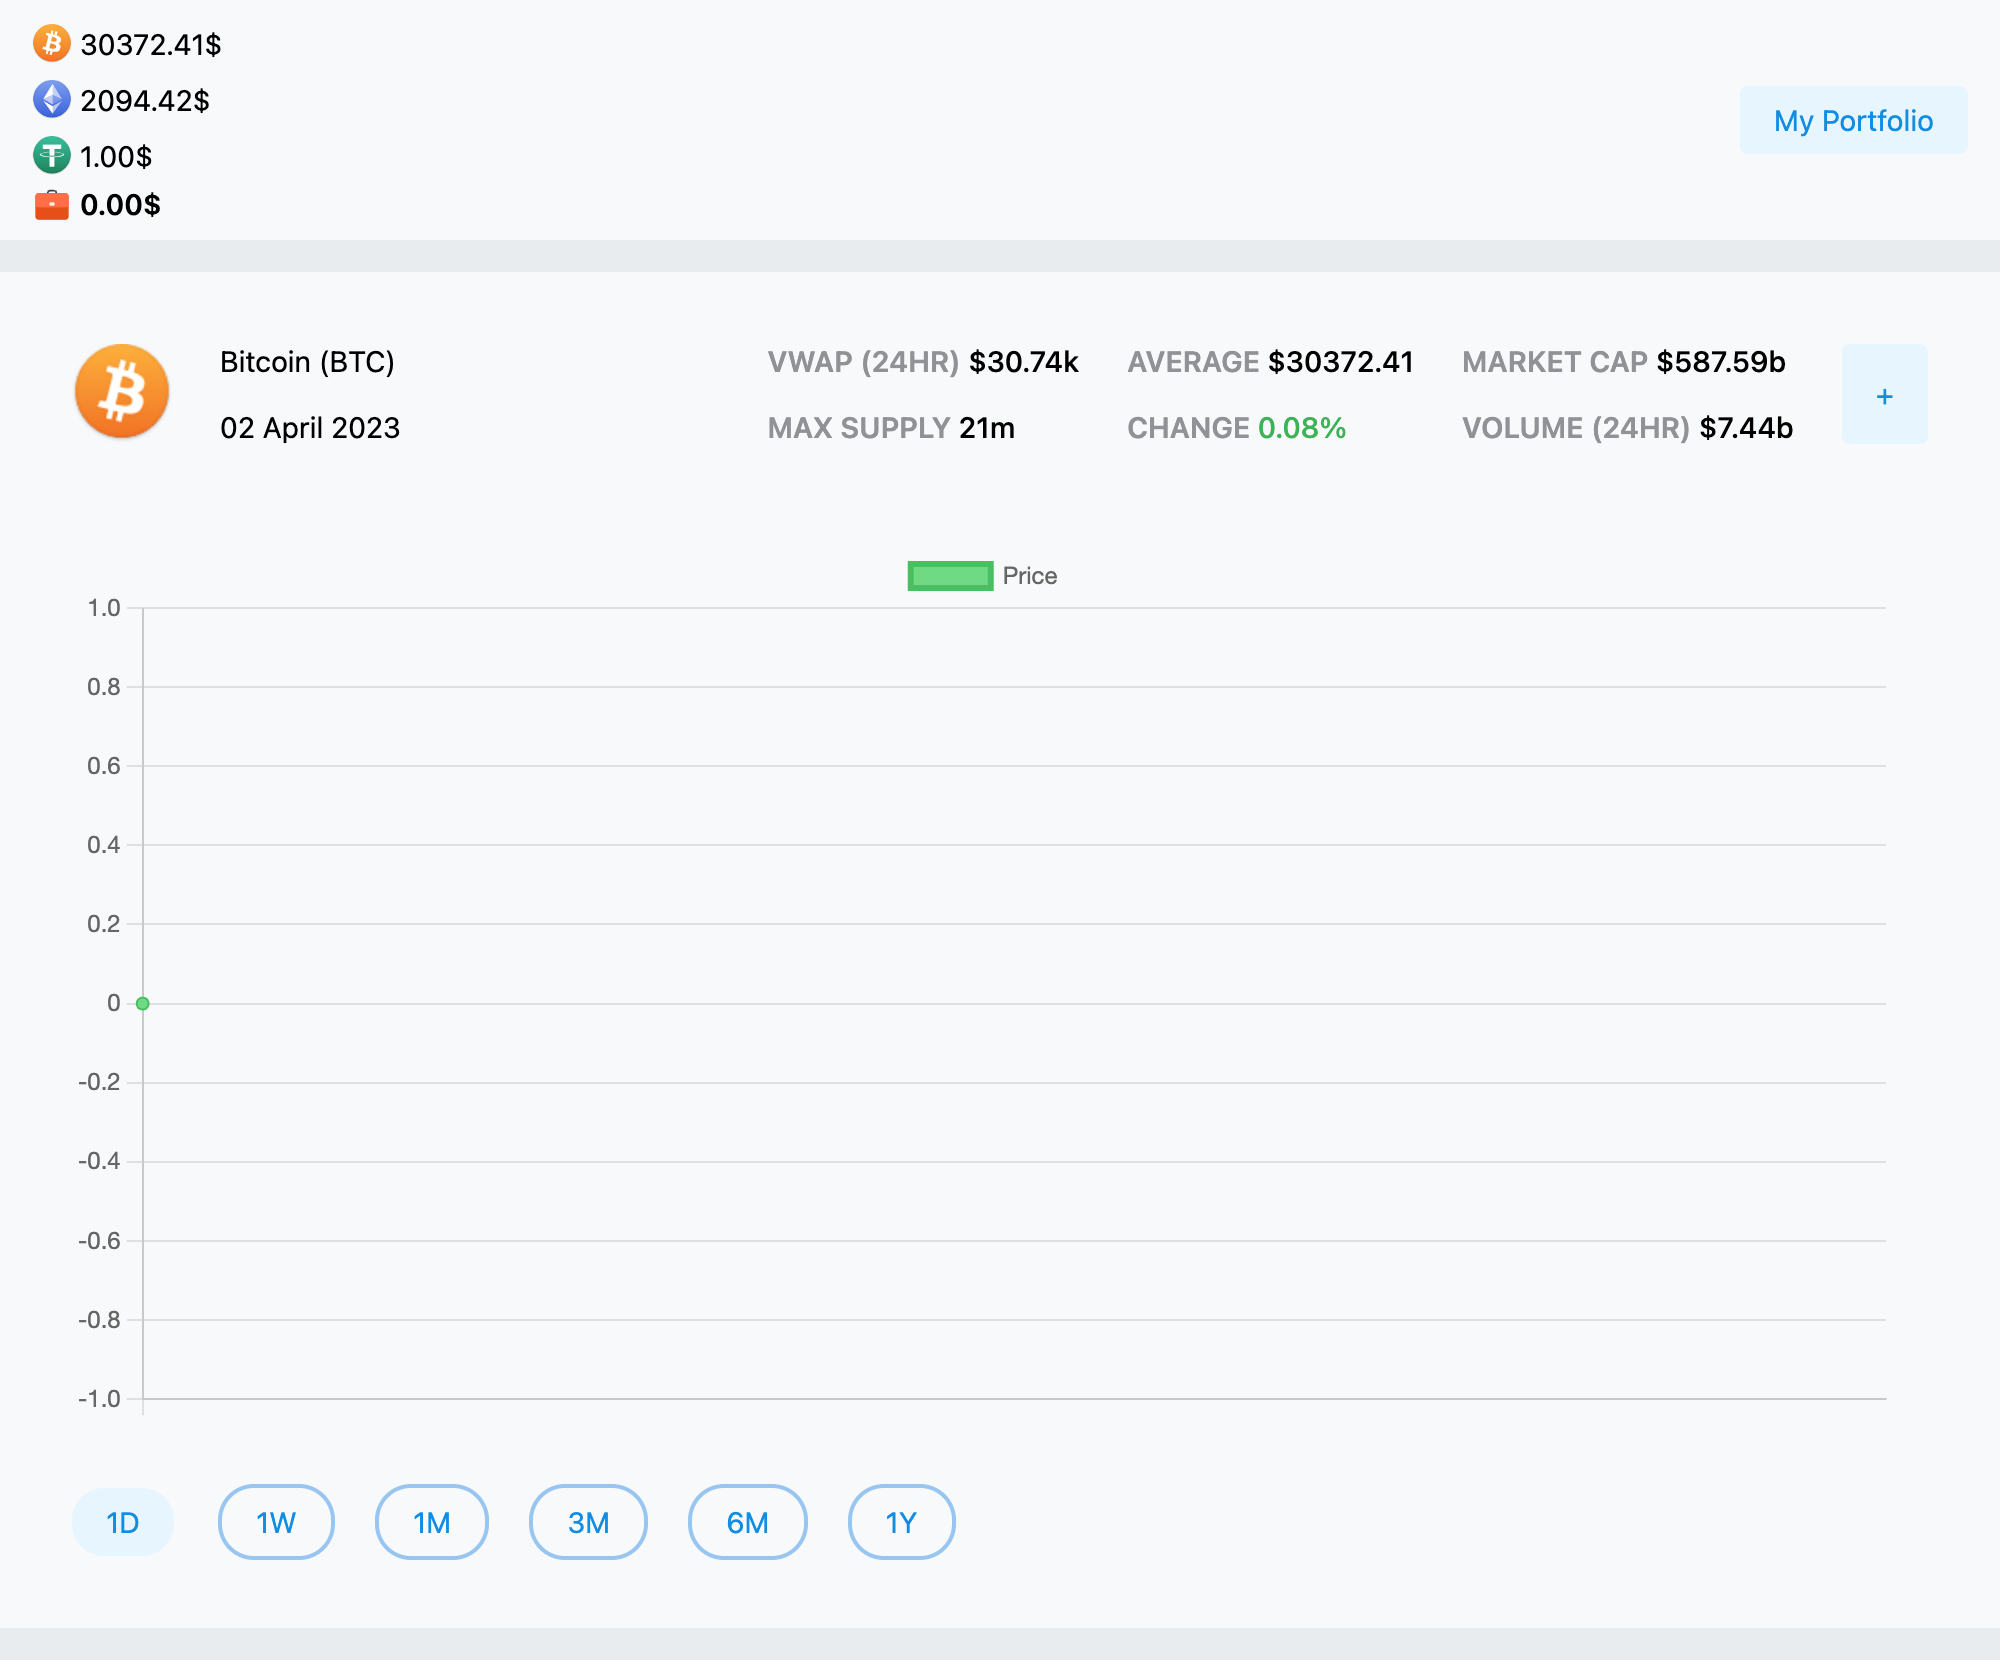 30372.41$
2094.42$
1.00$
0.00$
My Portfolio
Bitcoin (BTC)
02 April 2023
VWAP (24HR) $30.74k
AVERAGE $30372.41
MARKET CAP $587.59b
MAX SUPPLY 21m
CHANGE 0.08%
VOLUME (24HR) $7.44b
+
Price
1.0
0.8
0.6
0.4
0.2
0
-0.2
-0.4
-0.6
-0.8
-1.0
1D 1W 1M 3M 6M 1Y